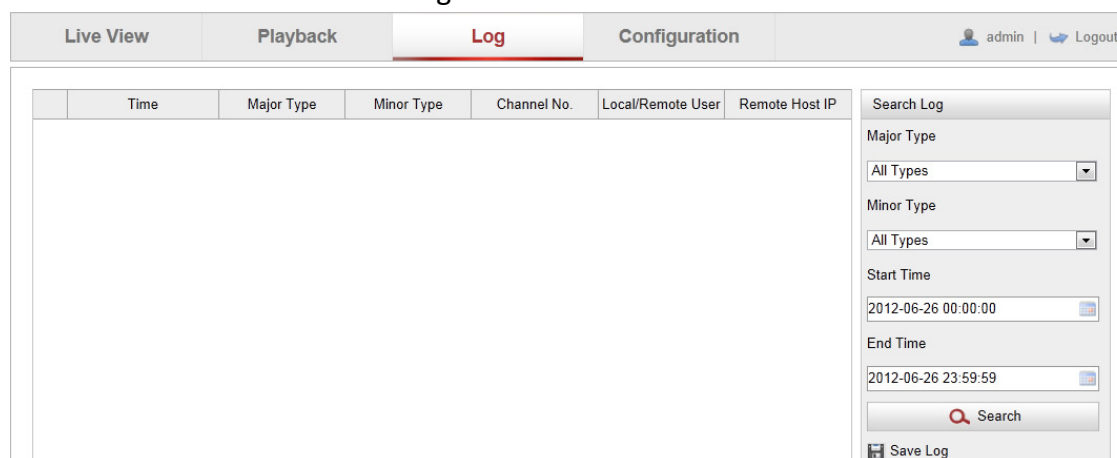 Live View Playback Log Configuration admin | Logout
Time Major Type Minor Type Channel No. Local/Remote User Remote Host IP
Search Log
Major Type
All Types
Minor Type
All Types
Start Time
2012-06-26 00:00:00
End Time
2012-06-26 23:59:59
Search
Save Log